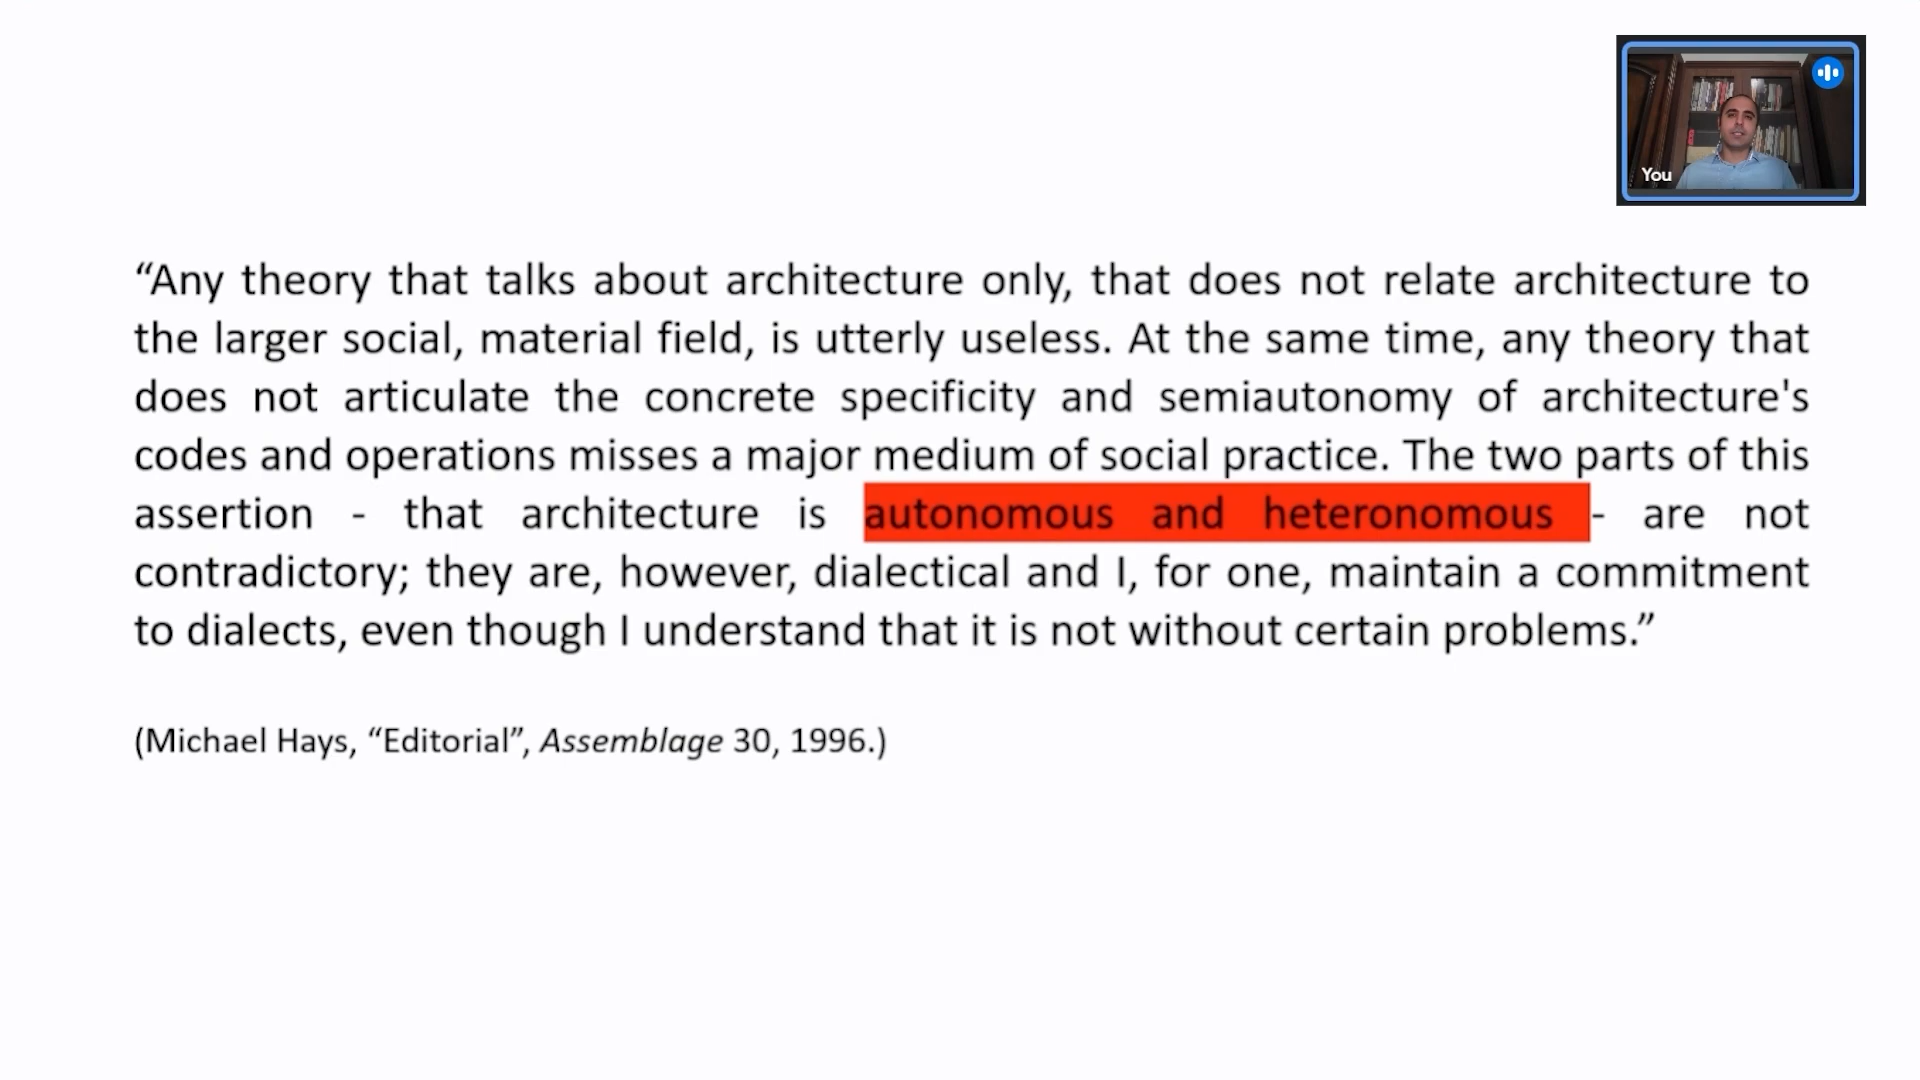 You
“Any theory that talks about architecture only, that does not relate architecture to
the larger social, material field, is utterly useless. At the same time, any theory that
does not articulate the concrete specificity and semiautonomy of architecture's
codes and operations misses a major medium of social practice. The two parts of this
assertion - that architecture is autonomous and heteronomous - are not
contradictory; they are, however, dialectical and I, for one, maintain a commitment
to dialects, even though I understand that it is not without certain problems.”
(Michael Hays, “Editorial”, Assemblage 30, 1996.)